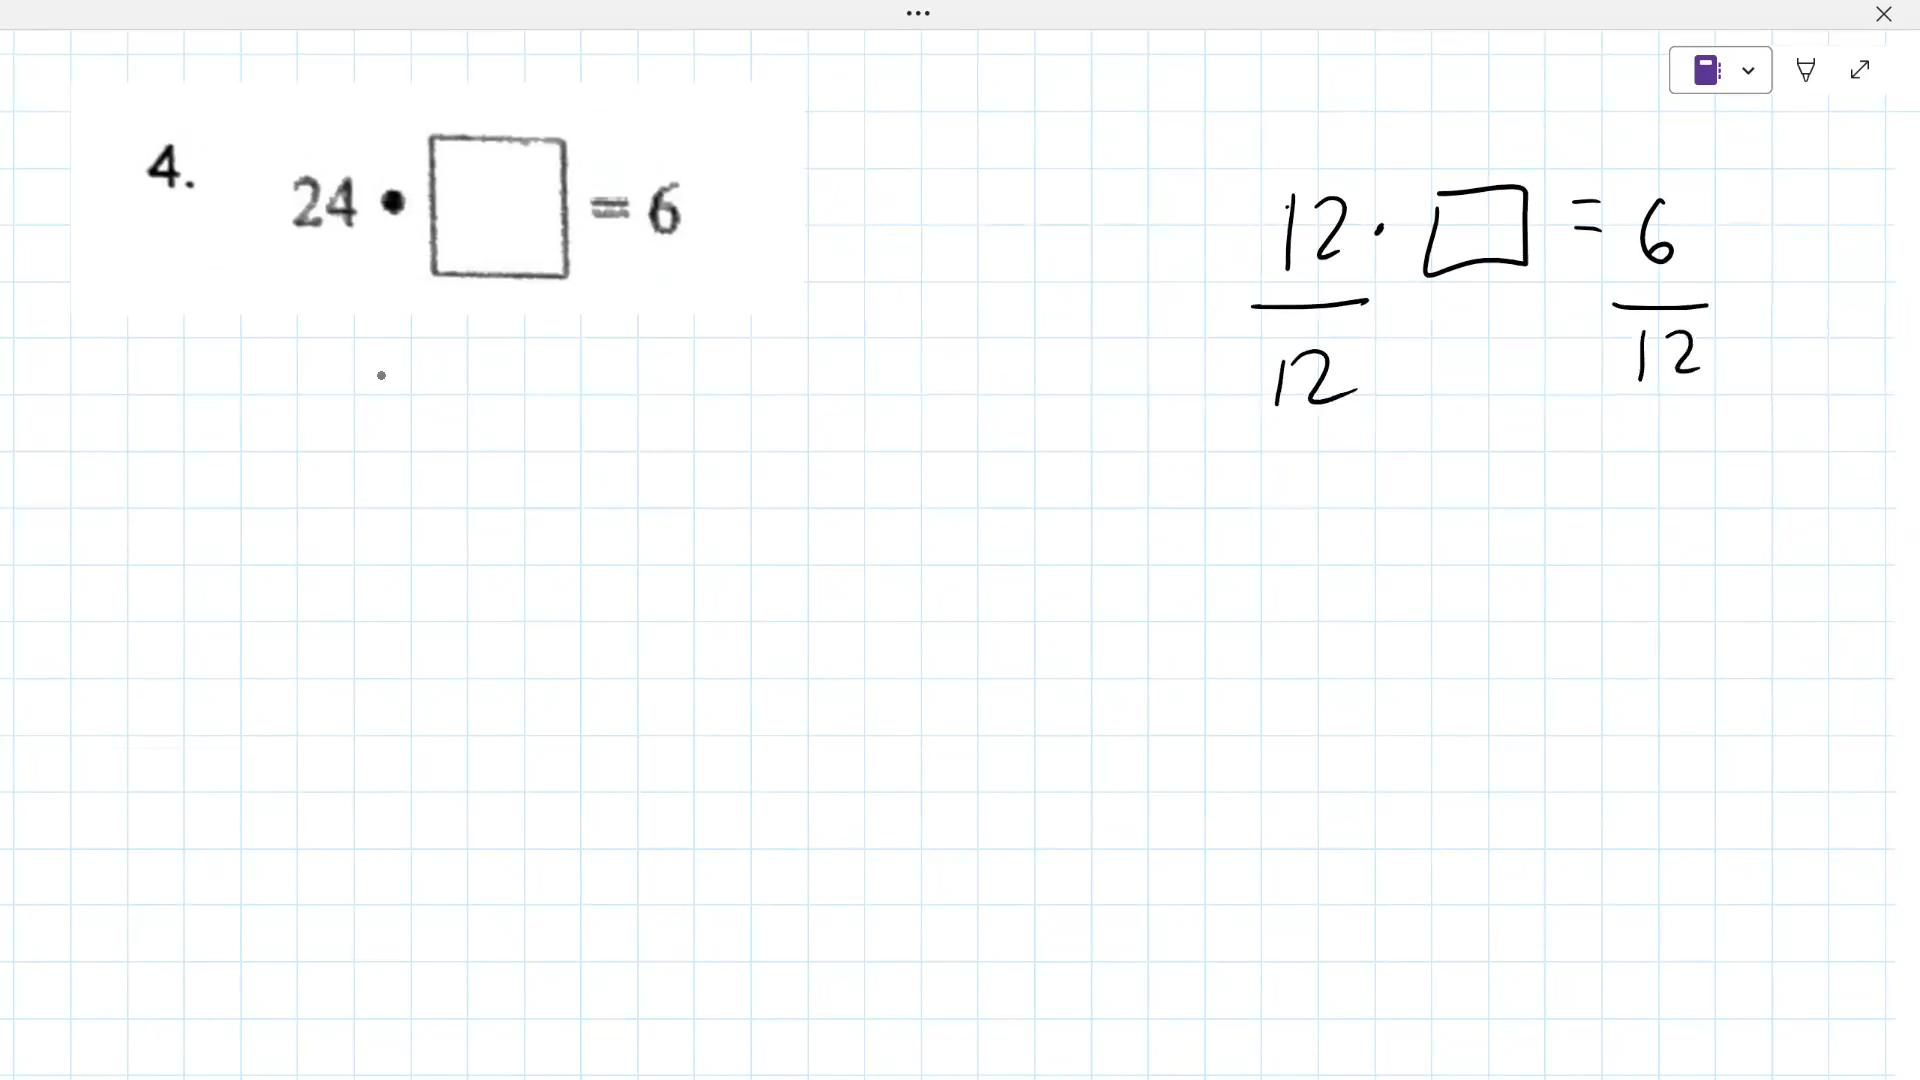 4. 24 • □ = 6
12 · □ = 6
12 12